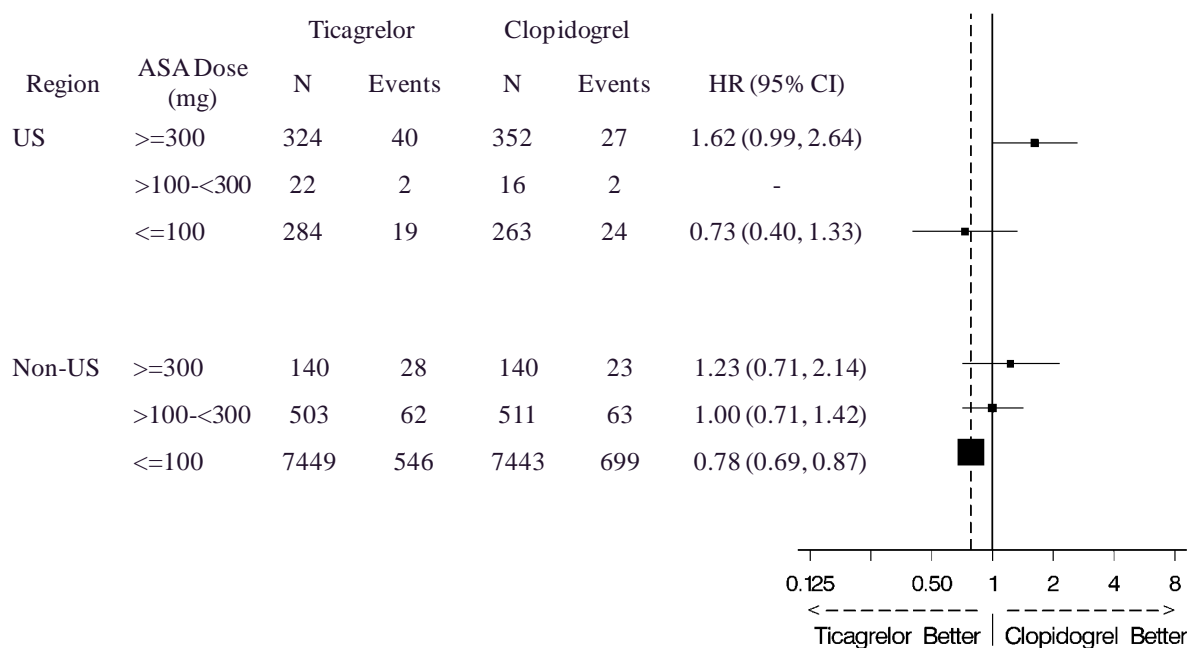 Ticagrelor Clopidogrel
Region ASA Dose (mg) N Events N Events HR (95% CI)
US >=300 324 40 352 27 1.62 (0.99, 2.64)
>100-<300 22 2 16 2 -
<=100 284 19 263 24 0.73 (0.40, 1.33)
Non-US >=300 140 28 140 23 1.23 (0.71, 2.14)
>100-<300 503 62 511 63 1.00 (0.71, 1.42)
<=100 7449 546 7443 699 0.78 (0.69, 0.87)
0.125 0.50 1 2 4 8
Ticagrelor Better Clopidogrel Better